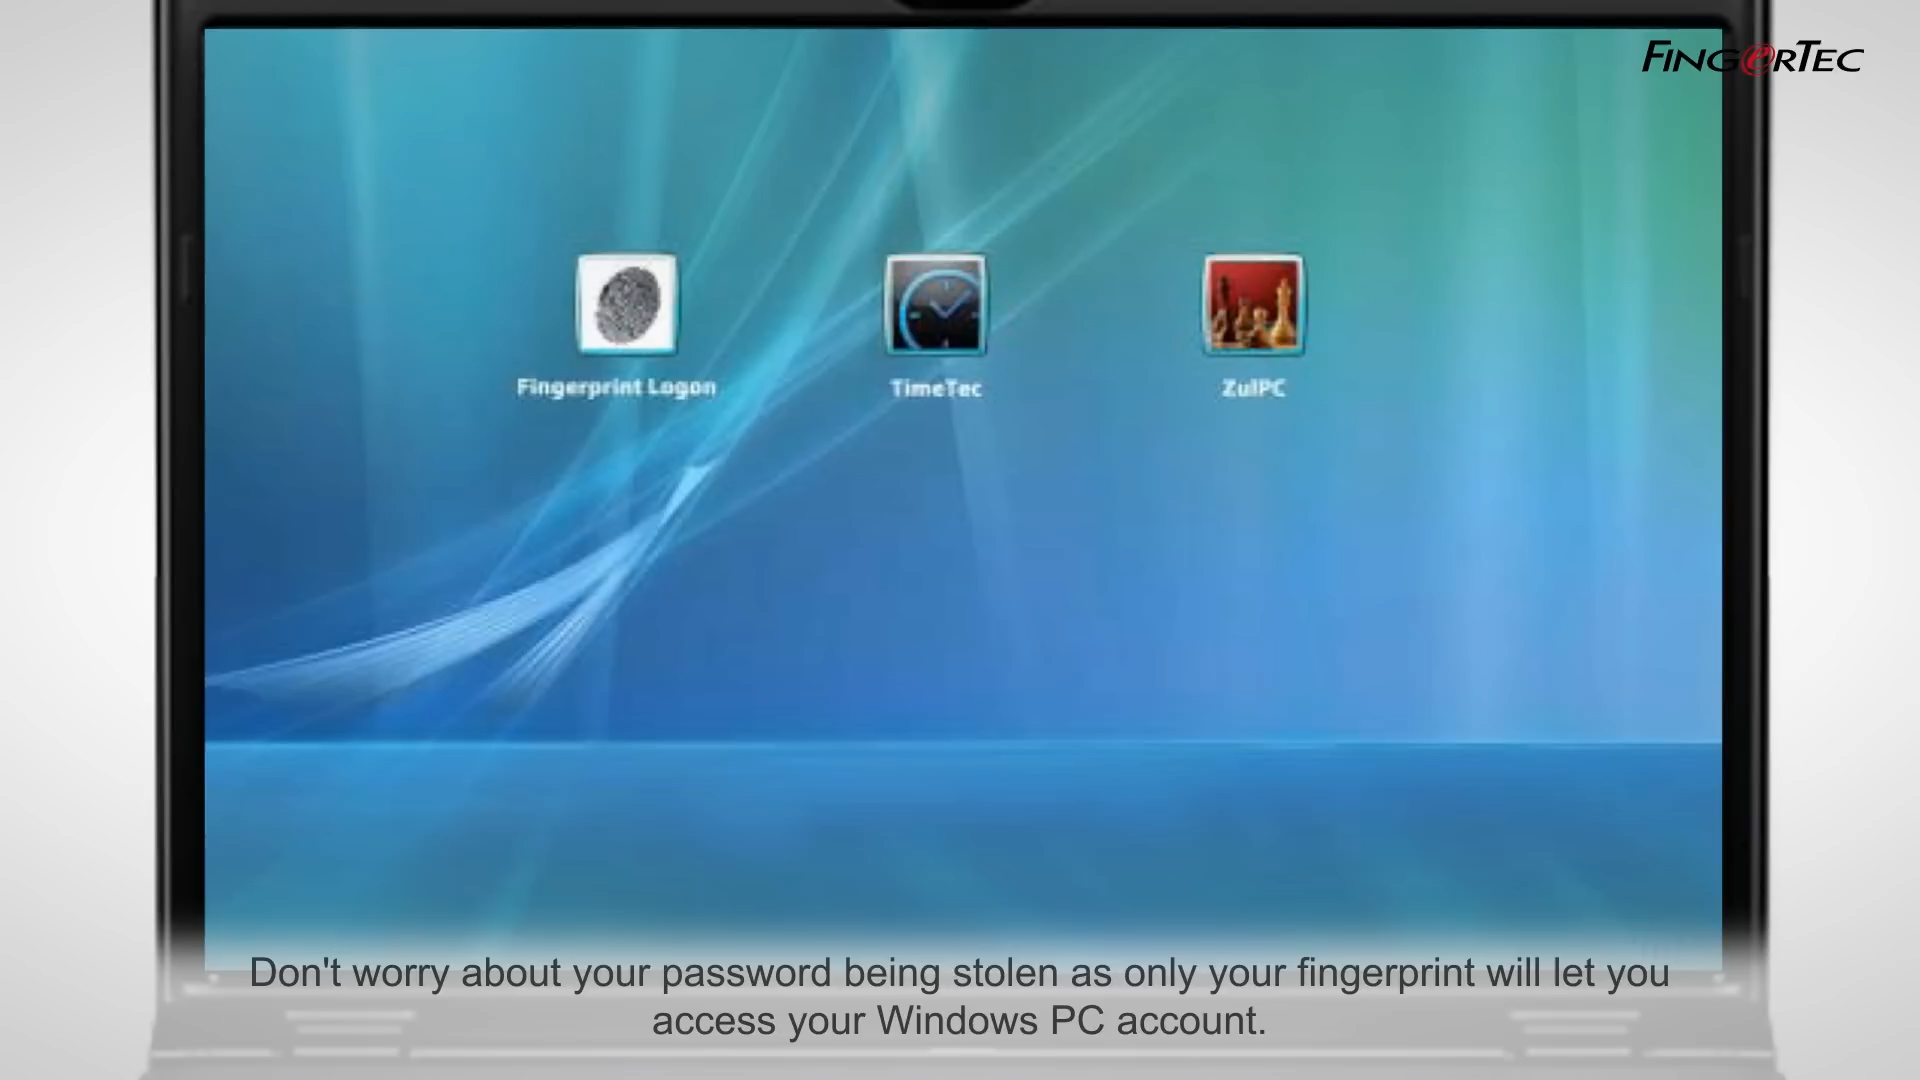 FINGERTEC
Fingerprint Logon
TimeTec
ZulPC
Don't worry about your password being stolen as only your fingerprint will let you
access your Windows PC account.